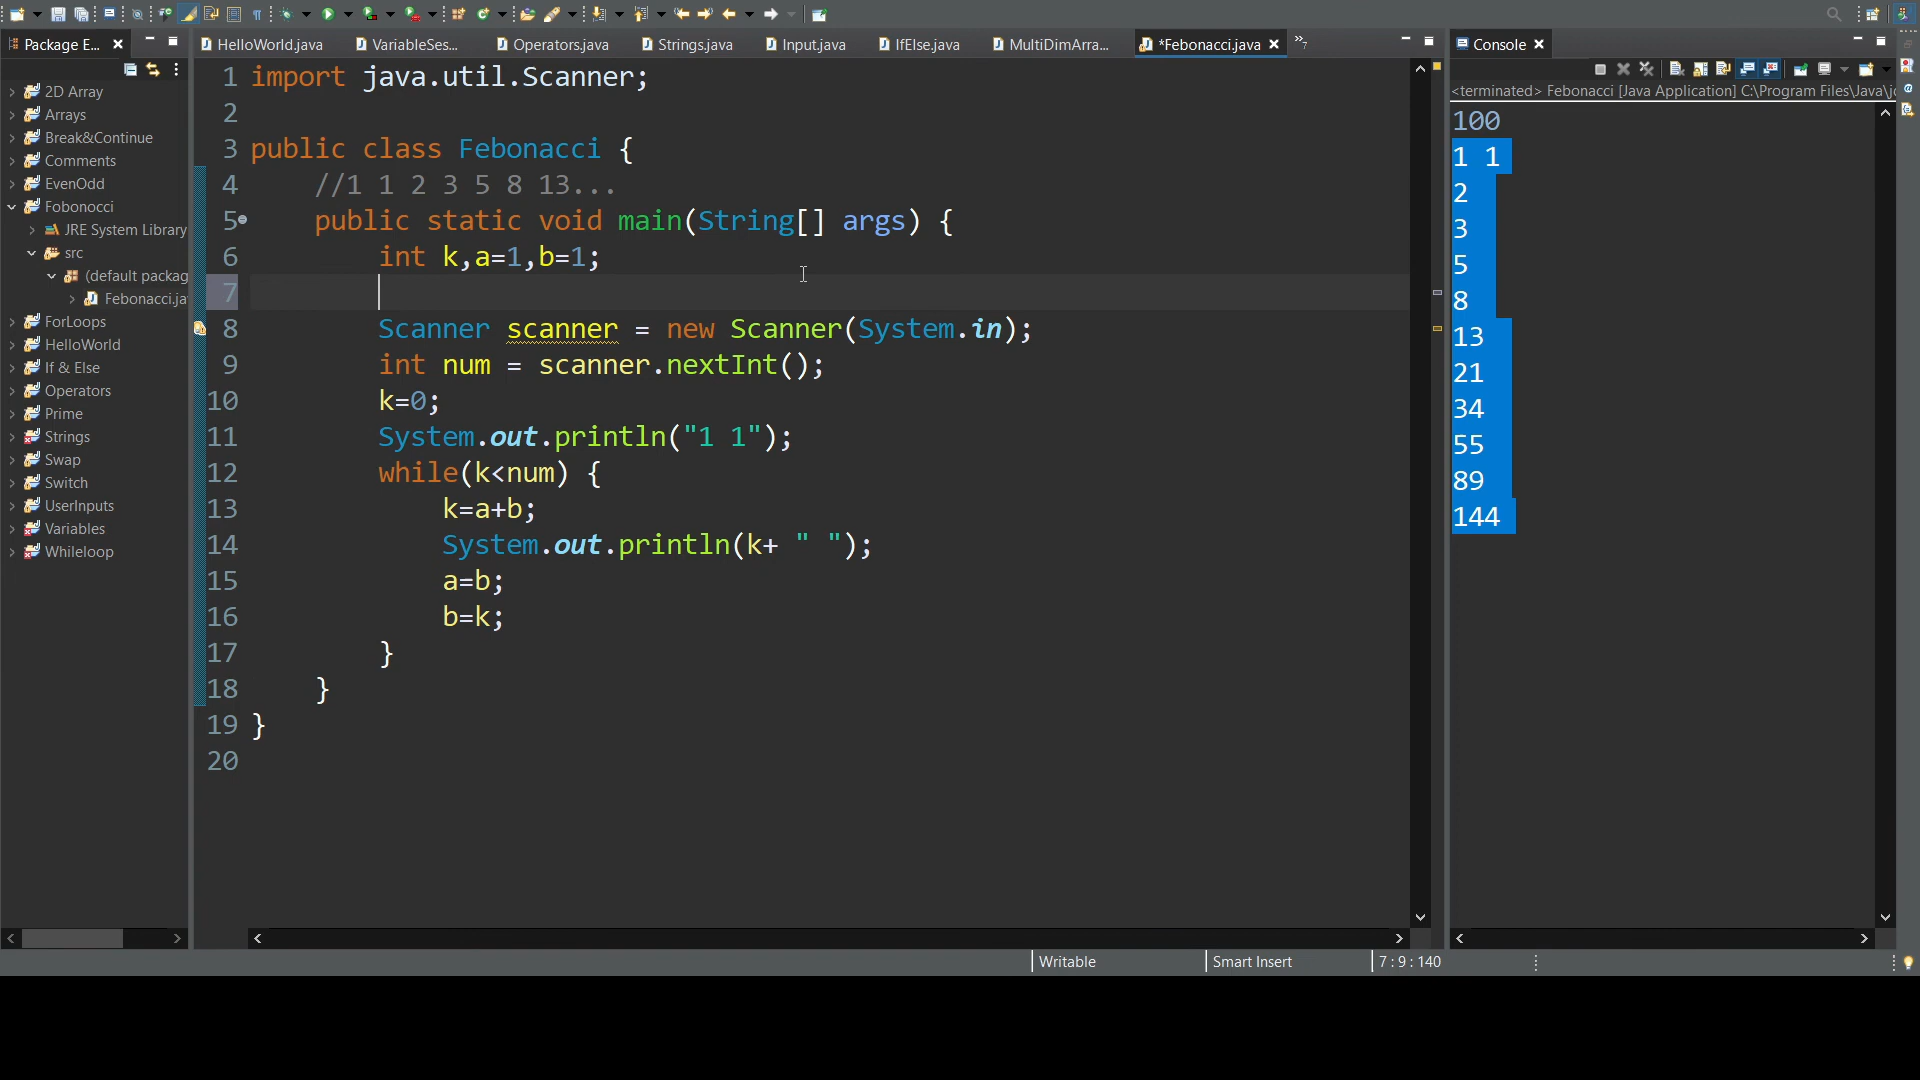 Package E...
2D Array
Arrays
Break&Continue
Comments
EvenOdd
Fobonocci
JRE System Library
src
(default packag
Febonacci.ja
ForLoops
HelloWorld
If & Else
Operators
Prime
Strings
Swap
Switch
UserInputs
Variables
Whileloop
HelloWorld.java VariableSes... Operators.java Strings.java Input.java IfElse.java MultiDimArra... *Febonacci.java »7
1 import java.util.Scanner;
2
3 public class Febonacci {
4 //1 1 2 3 5 8 13...
5 public static void main(String[] args) {
6 int k,a=1,b=1;
7
8 Scanner scanner = new Scanner(System.in);
9 int num = scanner.nextInt();
10 k=0;
11 System.out.println("1 1");
12 while(k<num) {
13 k=a+b;
14 System.out.println(k+ " ");
15 a=b;
16 b=k;
17 }
18 }
19 }
20
Console
<terminated> Febonacci [Java Application] C:\Program Files\Java\j
100
1 1
2
3
5
8
13
21
34
55
89
144
Writable Smart Insert 7 : 9 : 140